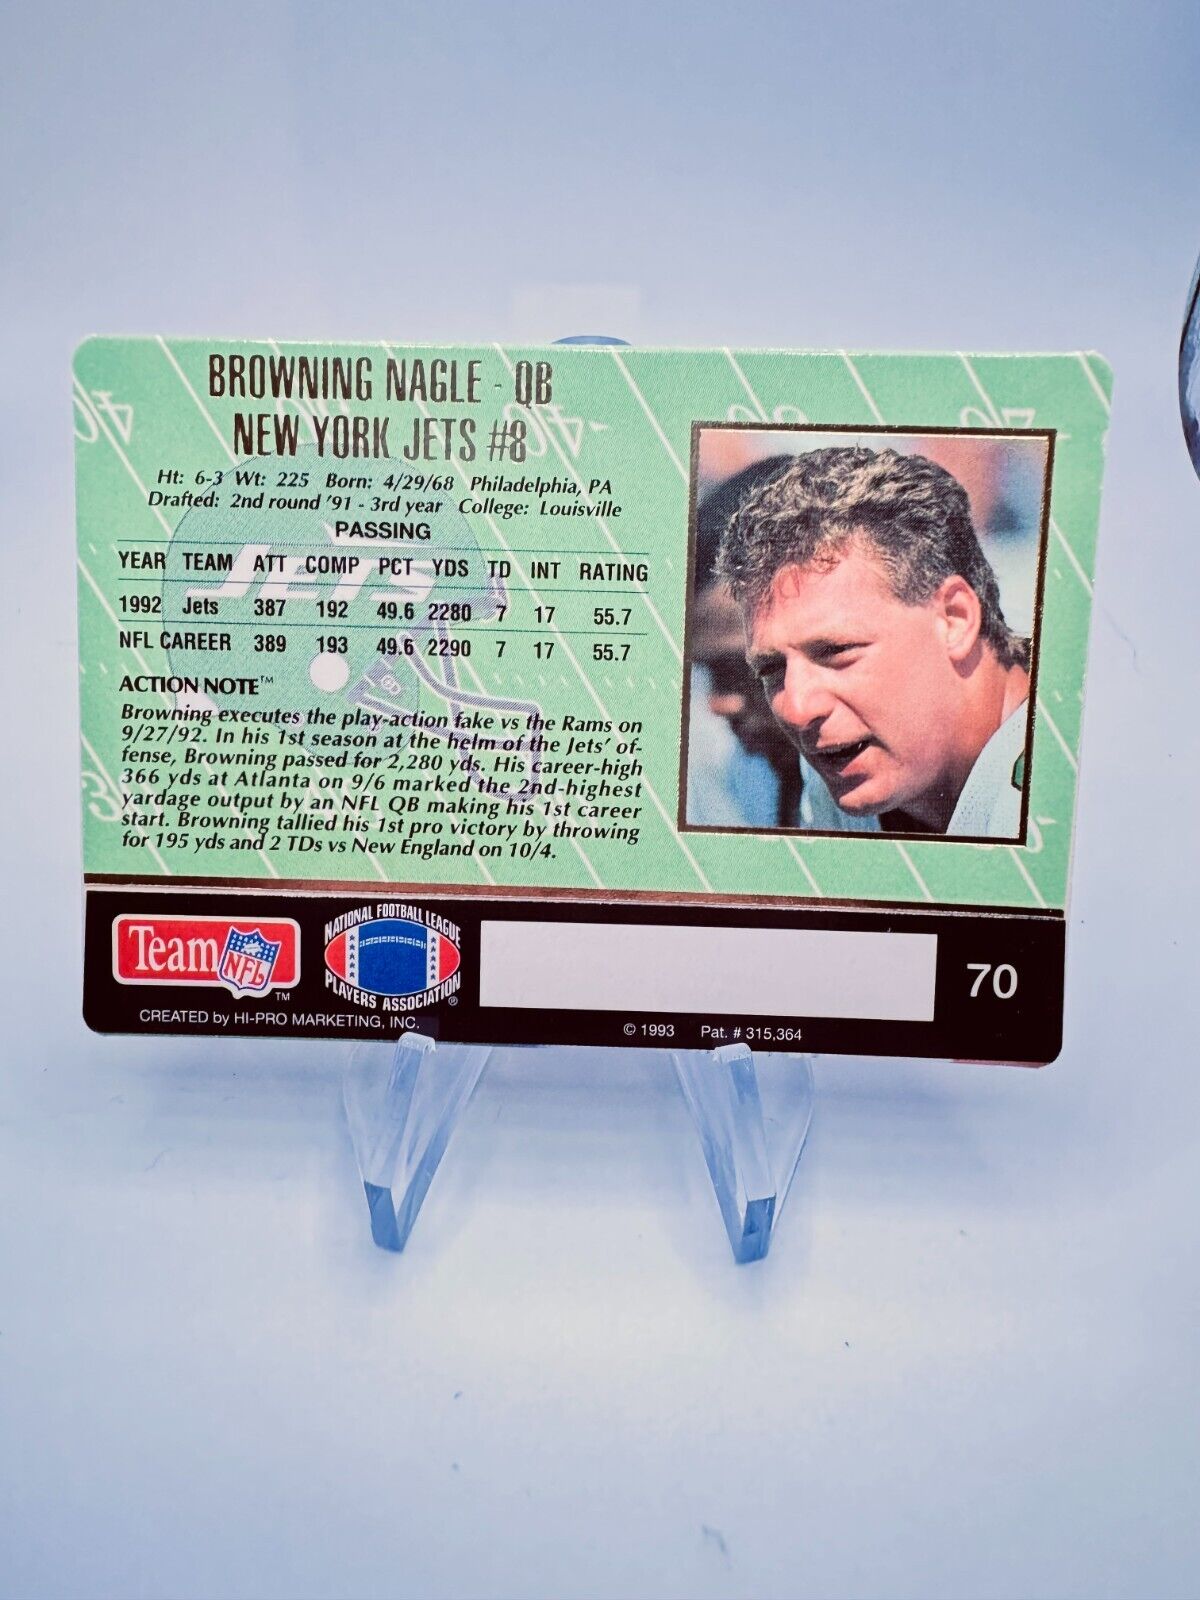 BROWNING NAGLE - QB
NEW YORK JETS #8
Ht: 6-3 Wt: 225 Born: 4/29/68 Philadelphia, PA
Drafted: 2nd round '91 - 3rd year College: Louisville
PASSING
YEAR TEAM ATT COMP PCT YDS TD INT RATING
1992 Jets 387 192 49.6 2280 7 17 55.7
NFL CAREER 389 193 49.6 2290 7 17 55.7
JETS
ACTION NOTE™
Browning executes the play-action fake vs the Rams on
9/27/92. In his 1st season at the helm of the Jets' of-
fense, Browning passed for 2,280 yds. His career-high
366 yds at Atlanta on 9/6 marked the 2nd-highest
yardage output by an NFL QB making his 1st career
start. Browning tallied his 1st pro victory by throwing
for 195 yds and 2 TDs vs New England on 10/4.
Team NFL ™
NATIONAL FOOTBALL LEAGUE
PLAYERS ASSOCIATION ®
70
CREATED by HI-PRO MARKETING, INC.
© 1993 Pat. # 315,364